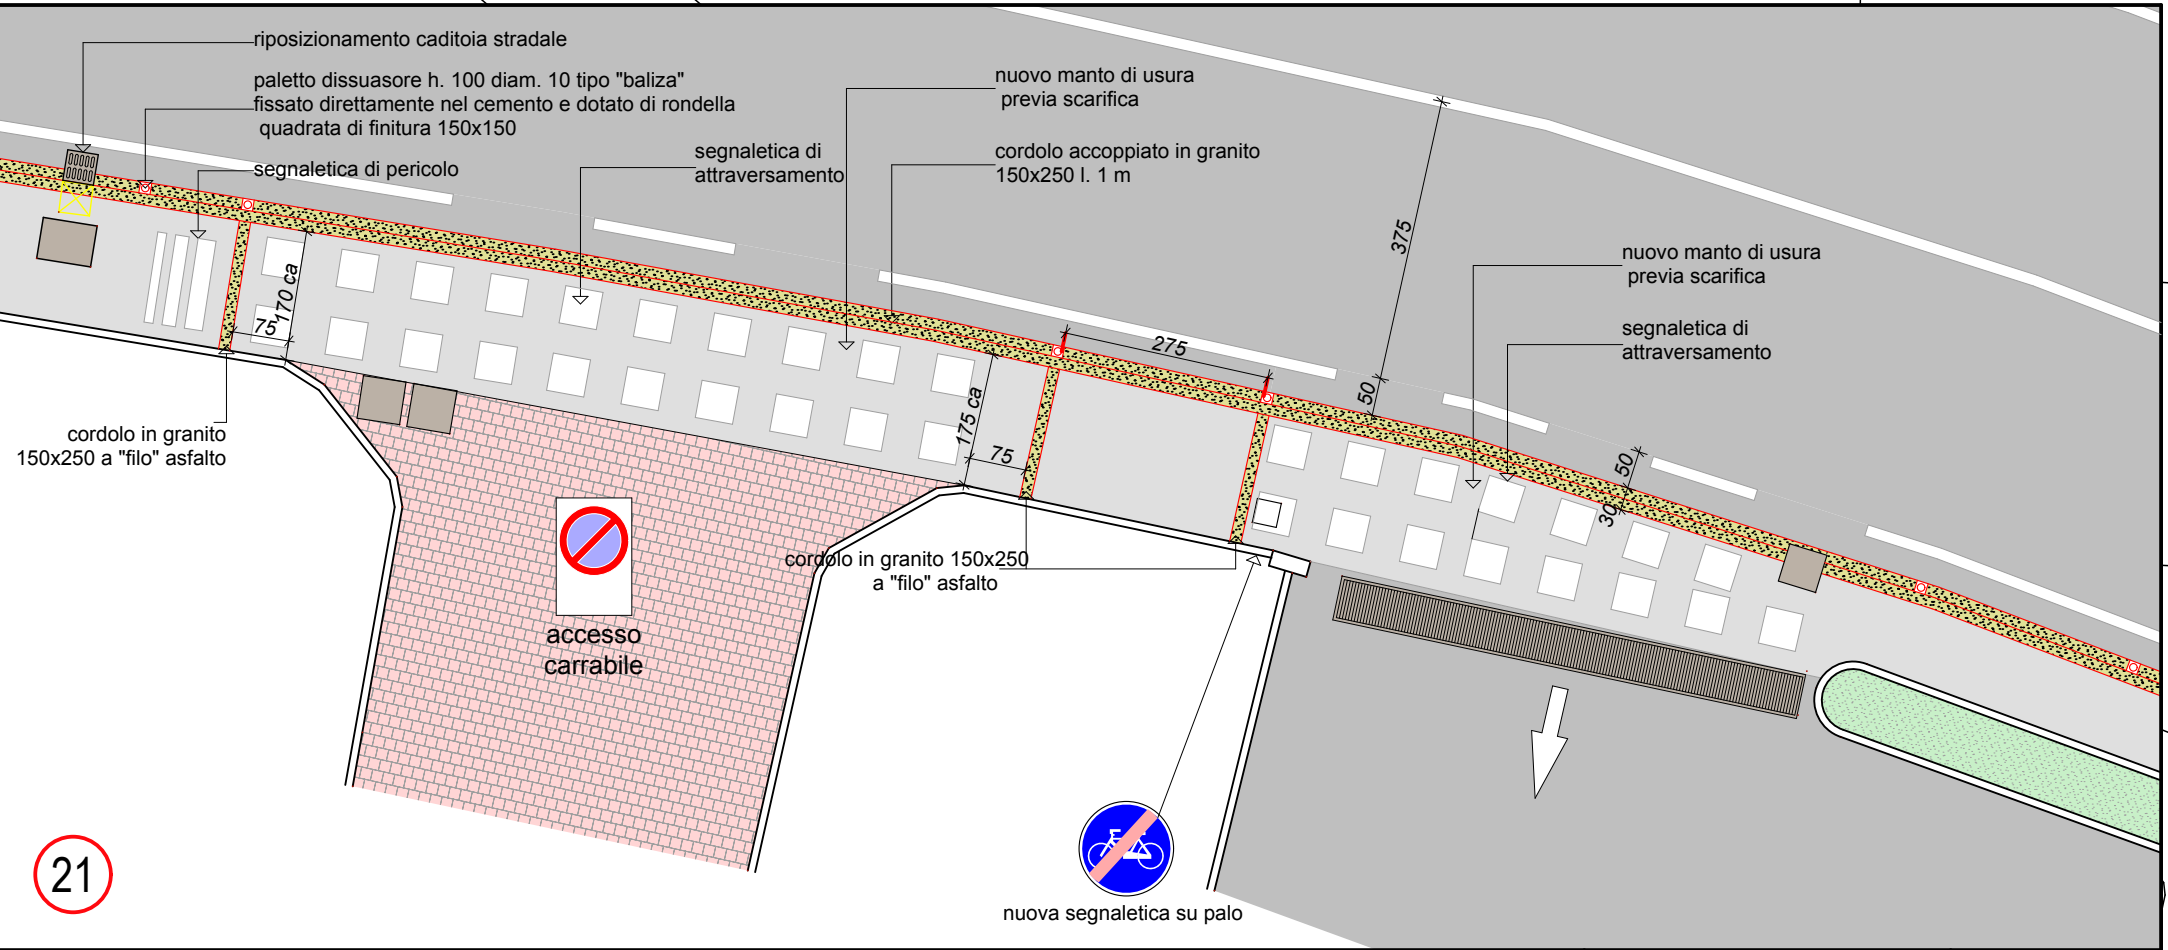 riposizionamento caditoia stradale
paletto dissuasore h. 100 diam. 10 tipo "baliza"
fissato direttamente nel cemento e dotato di rondella
quadrata di finitura 150x150
segnaletica di pericolo
segnaletica di
attraversamento
nuovo manto di usura
previa scarifica
cordolo accoppiato in granito
150x250 l. 1 m
375
nuovo manto di usura
previa scarifica
segnaletica di
attraversamento
170 ca
75
275
50
175 ca
75
50
30
cordolo in granito
150x250 a "filo" asfalto
cordolo in granito 150x250
a "filo" asfalto
accesso
carrabile
21
nuova segnaletica su palo